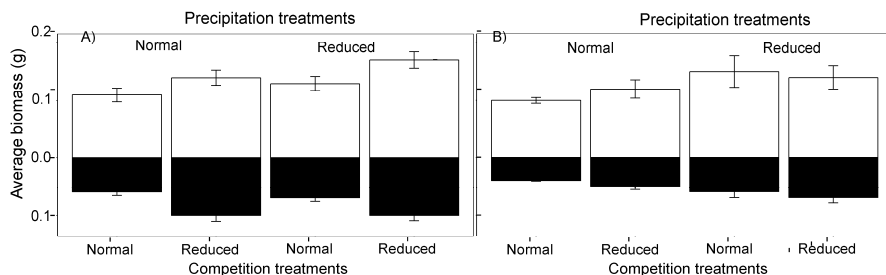 Precipitation treatments
A)
Normal
Reduced
0.2
0.1
0.0
0.1
Average biomass (g)
Normal
Reduced
Normal
Reduced
Competition treatments
Precipitation treatments
B)
Normal
Reduced
Normal
Reduced
Normal
Reduced
Competition treatments